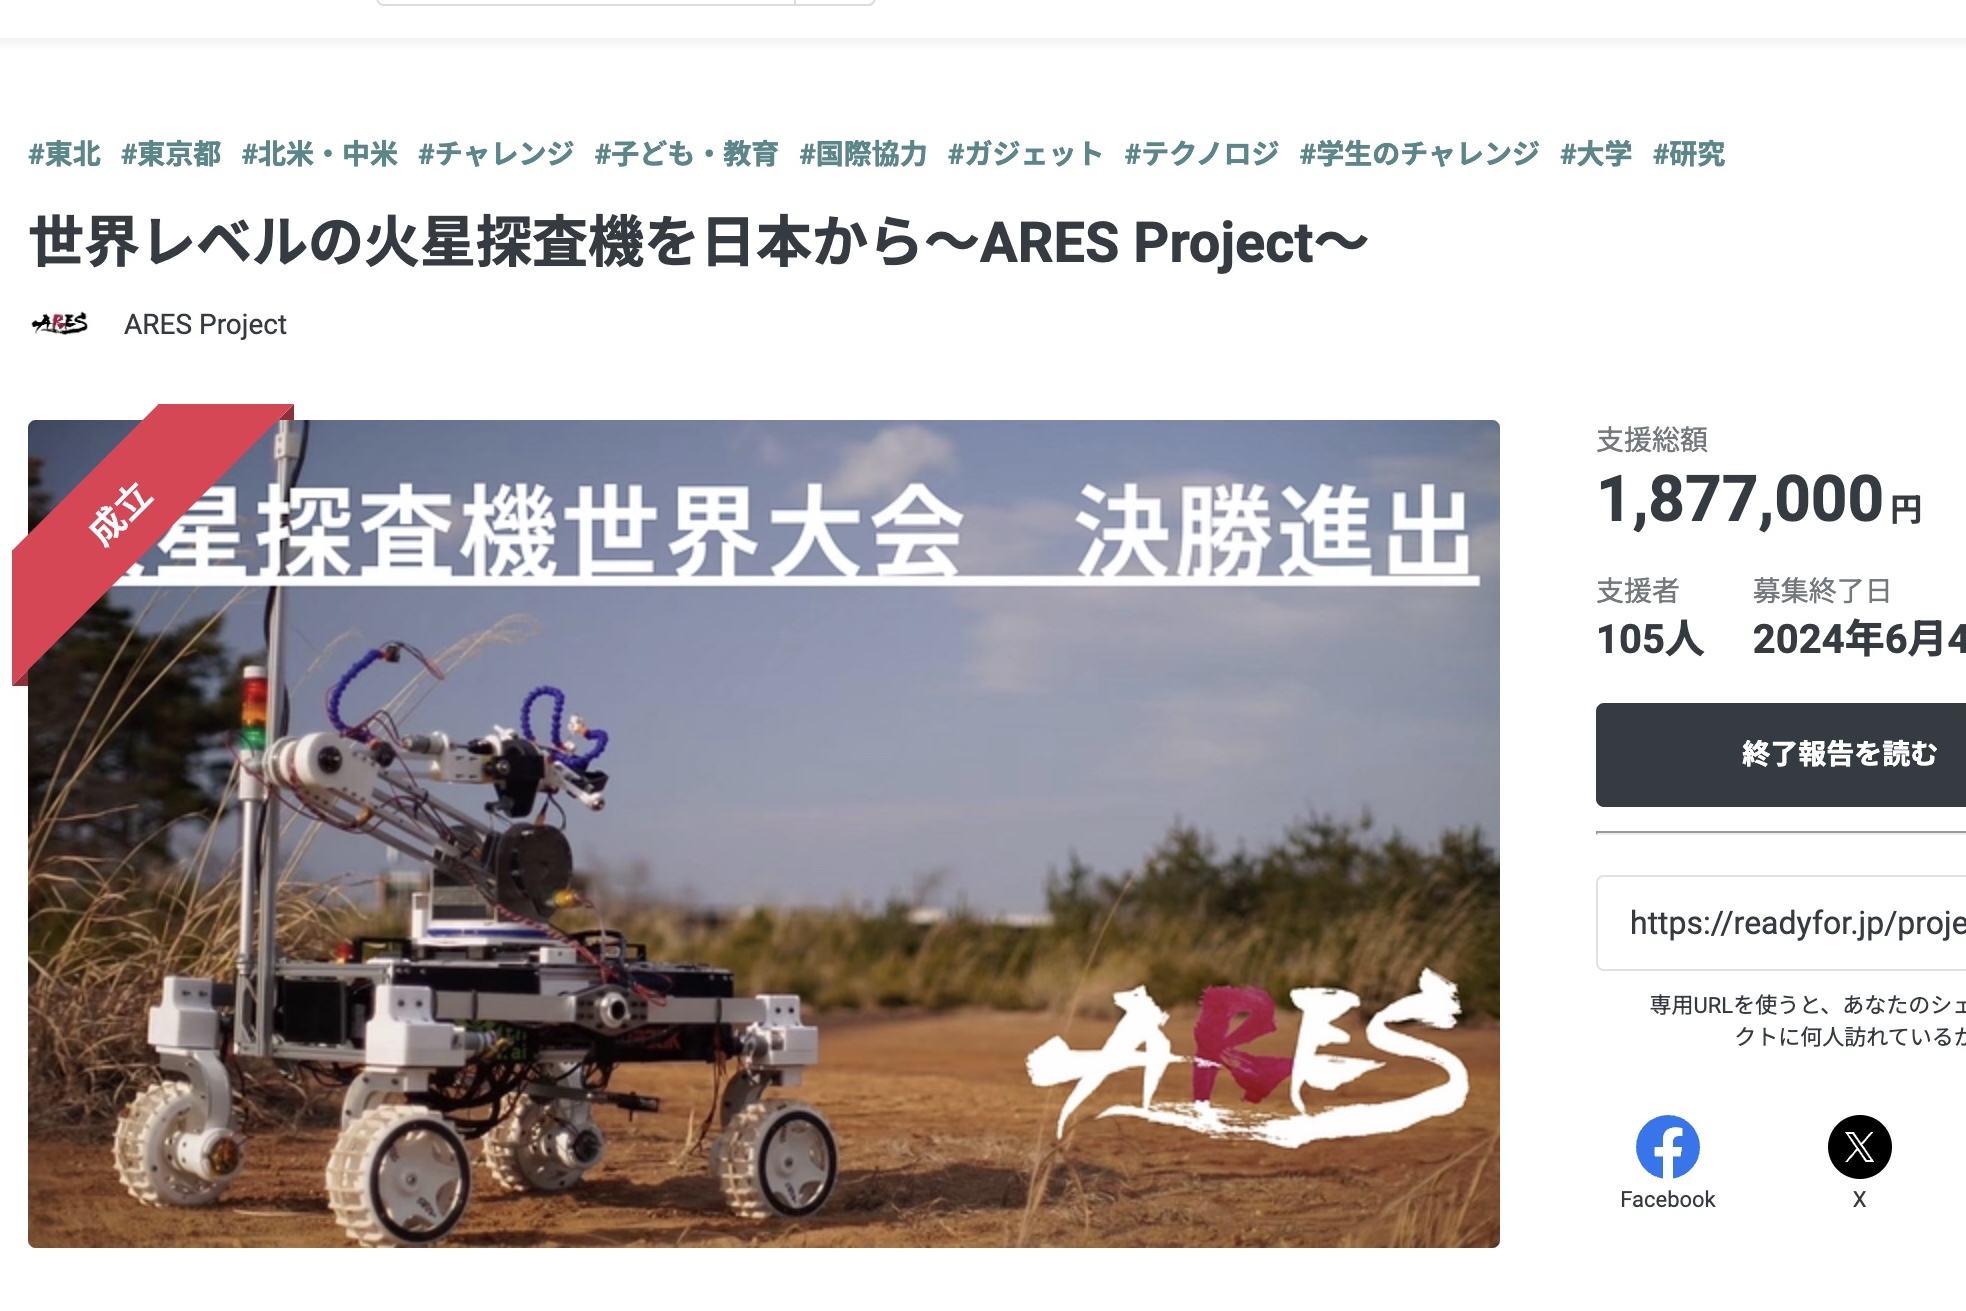 #東北 #東京都 #北米・中米 #チャレンジ #子ども・教育 #国際協力 #ガジェット #テクノロジ #学生のチャレンジ #大学 #研究
世界レベルの火星探査機を日本から〜ARES Project〜
ARES
ARES Project
成立
星探査機世界大会 決勝進出
ARES
支援総額
1,877,000円
支援者
105人
募集終了日
2024年6月4
終了報告を読む
https://readyfor.jp/proje
専用URLを使うと、あなたのシェ
クトに何人訪れているか
Facebook
X